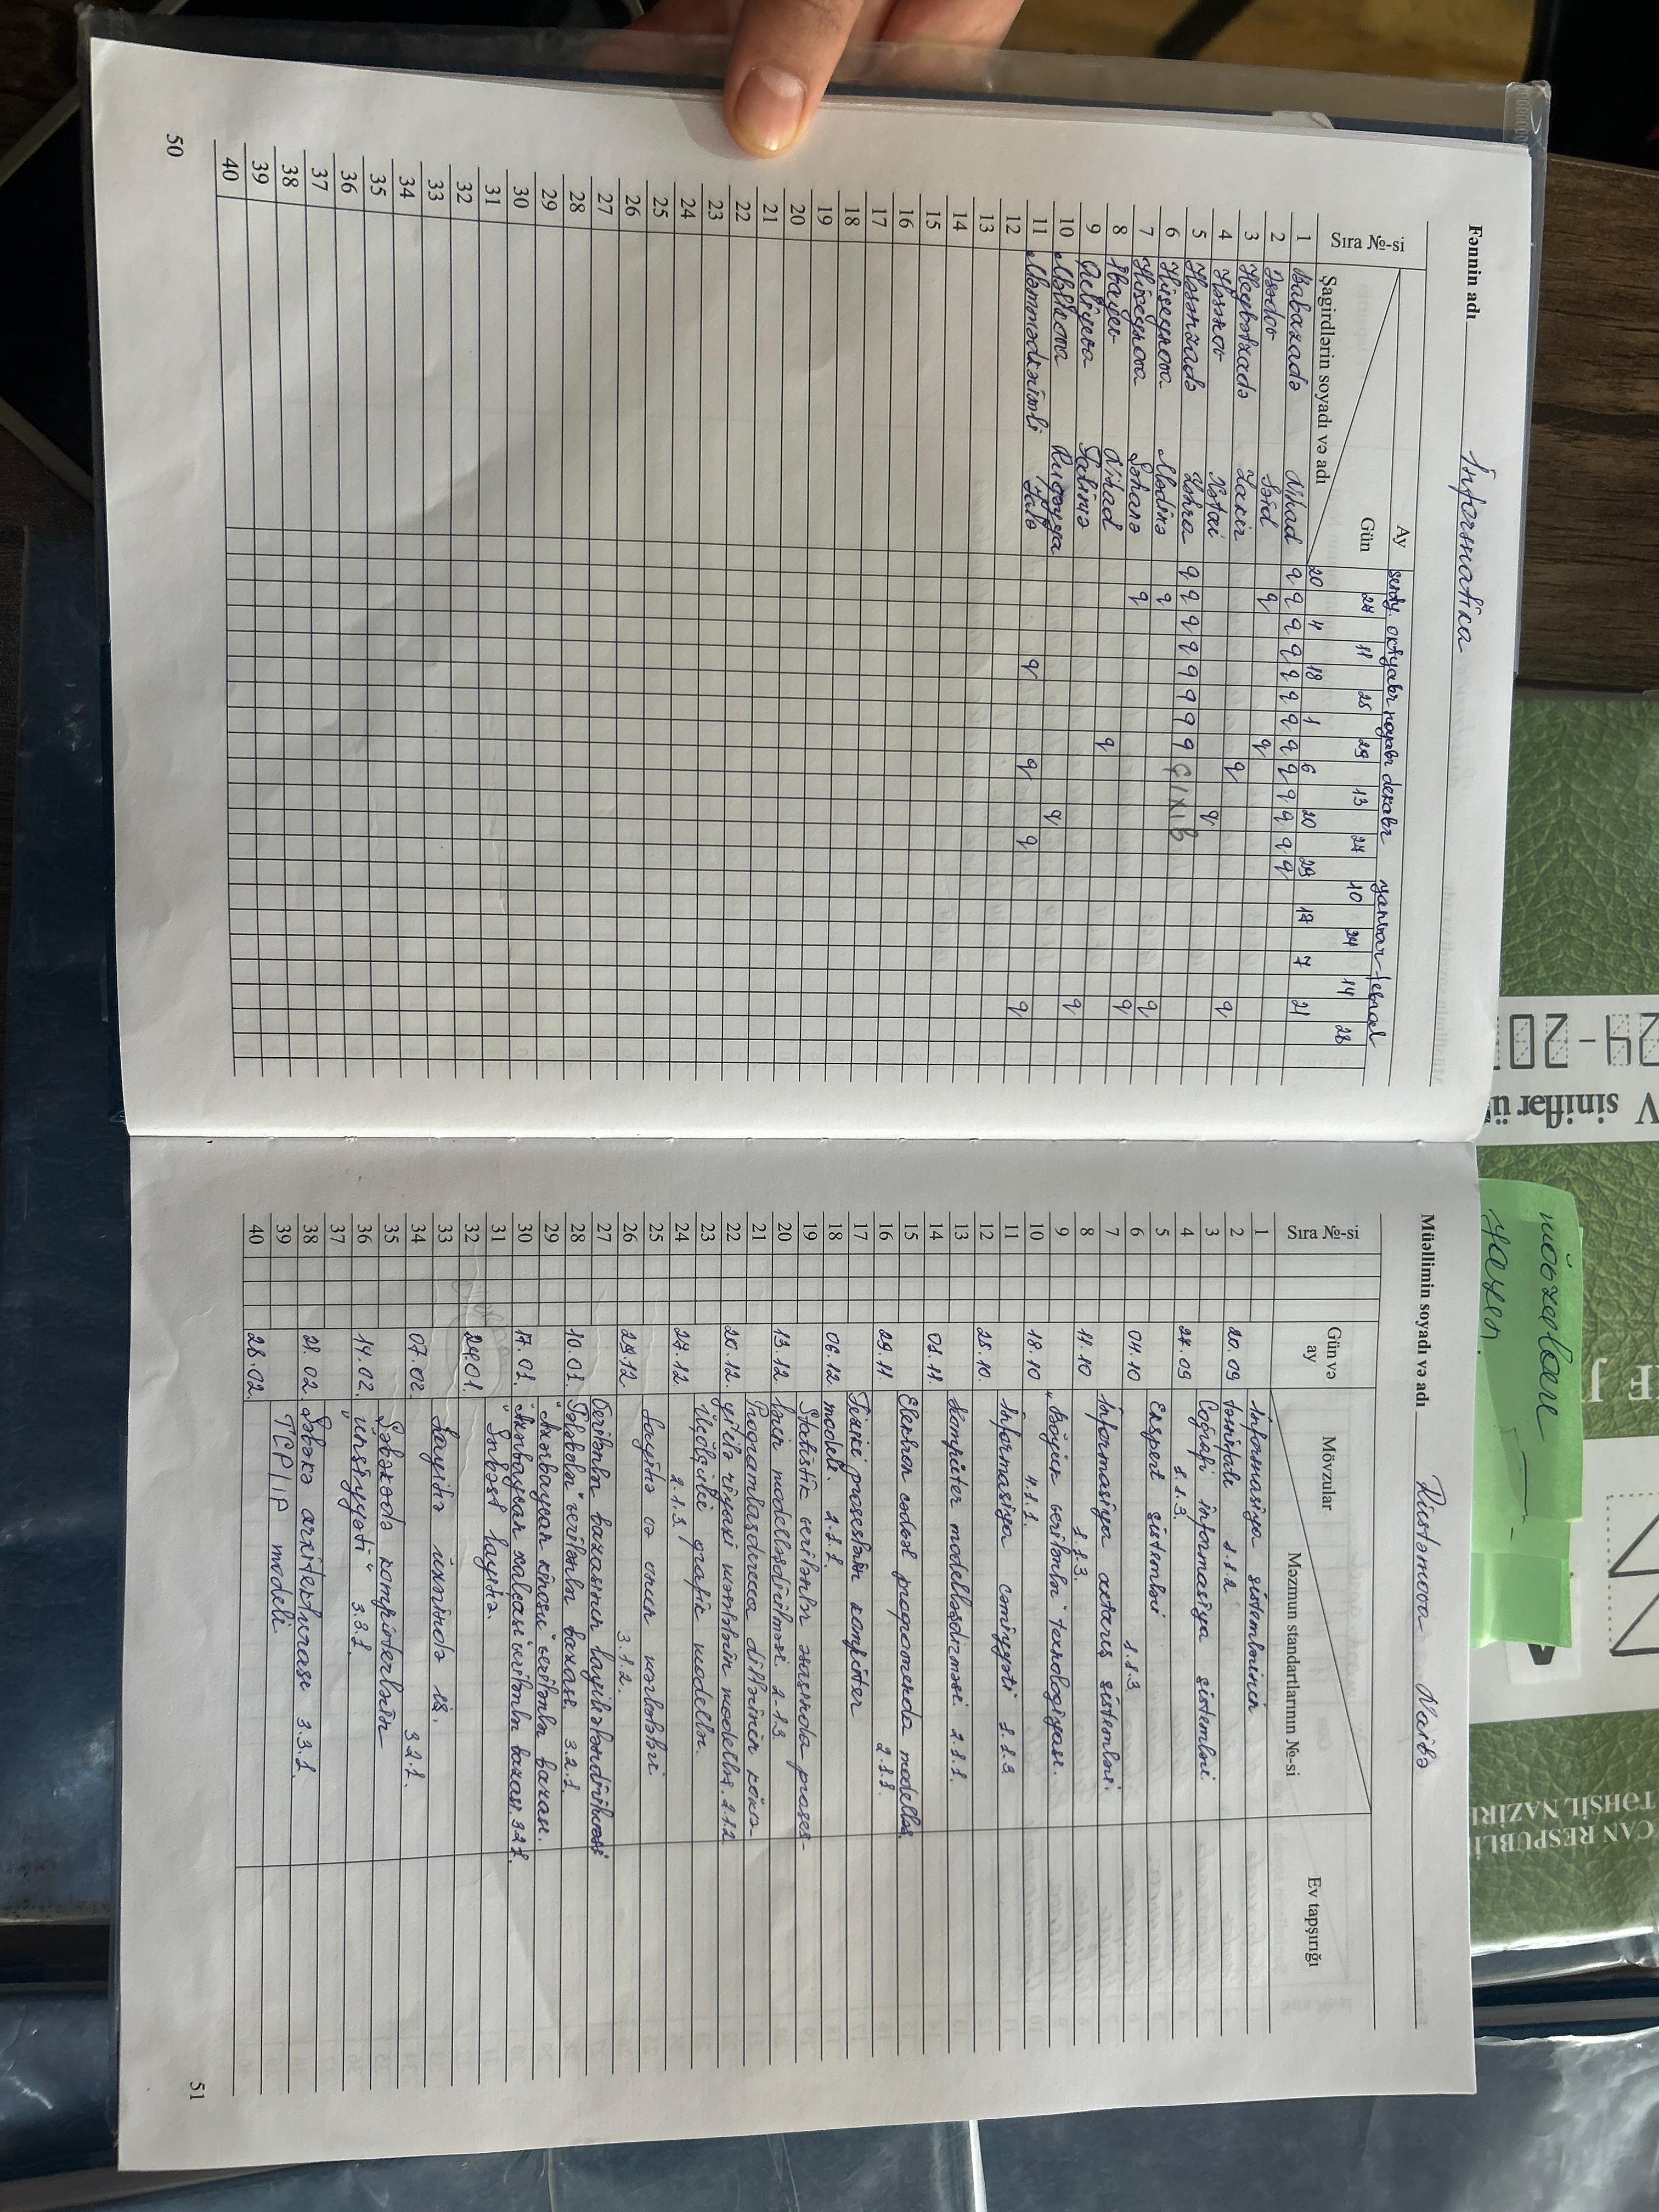 24-20
V siniflər ü
F J
CAN RESPUBLİ
TƏHSİL NAZİRİ
mövzuları
yazın.
Fənnin adı İnformatika
Sıra №-si
Ay senty. oktyabr noyabr dekabr yanvar fevral
Gün 27 11 25 29 13 27 10 24 14 28
Şagirdlərin soyadı və adı 20 4 18 1 6 20 29 17 7 21
1 Babazadə Nihad q q q q q q q q q q q q q
2 Əsədov Səid q q
3 Heybətzadə Zakir q
4 Həsənov Xətai q q
5 Həsənzadə Zəhra q q q q q q q q ÇIXIB
6 Hüseynova Mədinə q
7 Hüseynova Şəhanə q q
8 İbayev Nihad q q
9 Quliyeva Fatimə
10 Məlikova Ruqəyya q q
11 Məmmədkərimli Jalə q q q q
12
13
14
15
16
17
18
19
20
21
22
23
24
25
26
27
28
29
30
31
32
33
34
35
36
37
38
39
40
50
Müəllimin soyadı və adı Rüstəmova Naibə
Sıra №-si
Gün və ay
Mövzular
Məzmun standartlarının №-si
Ev tapşırığı
1 İnformasiya sistemlərinin
2 20.09 təsnifatı 1.1.2
3 Coğrafi informasiya sistemləri
4 27.09 1.1.3.
5 Ekspert sistemləri
6 04.10 1.1.3.
7 İnformasiya axtarış sistemləri.
8 11.10 1.1.3.
9 "Böyük verilənlər" texnologiyası.
10 18.10 4.1.1.
11 İnformasiya cəmiyyəti 1.1.3
12 25.10.
13 Kompüter modelləşdirməsi 2.1.1.
14 01.11.
15 Elektron cədvəl proqramında modelləş.
16 29.11. 2.1.1.
17 Fiziki proseslərin kompüter
18 06.12. modeli. 2.1.1.
19 Statistik verilənlər əsasında proses-
20 13.12. lərin modelləşdirilməsi 2.1.3.
21 Proqramlaşdırma dillərinin kömə-
22 20.12. yi ilə riyazi məsələlərin modelləş. 2.1.2
23 Üçölçülü qrafik modellər.
24 27.12. 2.1.3.
25 Layihə və onun mərhələləri
26 29.12. 3.1.2.
27 Verilənlər bazasının layihələndirilməsi
28 10.01. "Tələbələr" verilənlər bazası. 3.2.1.
29 "Azərbaycan kinosu" verilənlər bazası.
30 17.01. "Azərbaycan xalçası" verilənlər bazası. 3.2.1.
31 "Sərbəst layihə.
32 24.01.
33 Layihə üzərində iş.
34 07.02. 3.2.1.
35 Şəbəkədə kompüterlərin
36 14.02. "ünsiyyəti" 3.3.1.
37
38 21.02. Şəbəkə arxitekturası 3.3.1.
39 TCP/IP modeli
40 28.02.
51